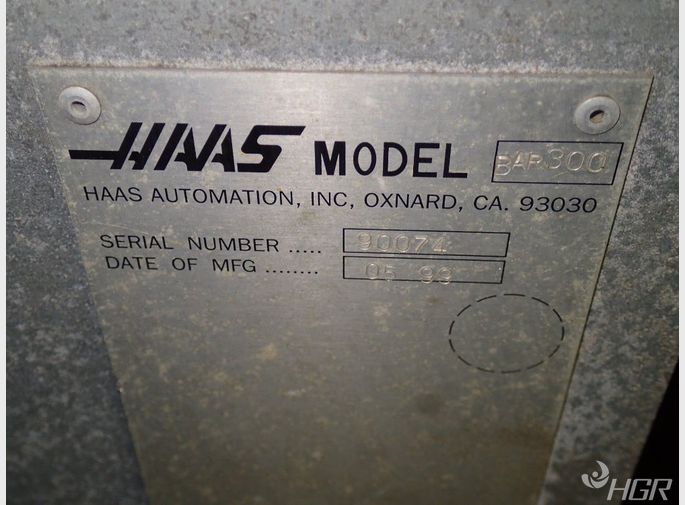 HAAS MODEL BAR300
HAAS AUTOMATION, INC, OXNARD, CA. 93030
SERIAL NUMBER ..... 90074
DATE OF MFG ........ 05 99
HGR